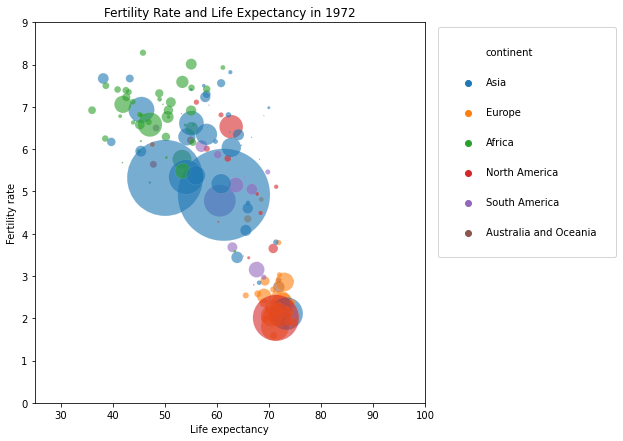 Fertility Rate and Life Expectancy in 1972
9
8
7
6
5
4
3
2
1
0
Fertility rate
30 40 50 60 70 80 90 100
Life expectancy
continent
Asia
Europe
Africa
North America
South America
Australia and Oceania